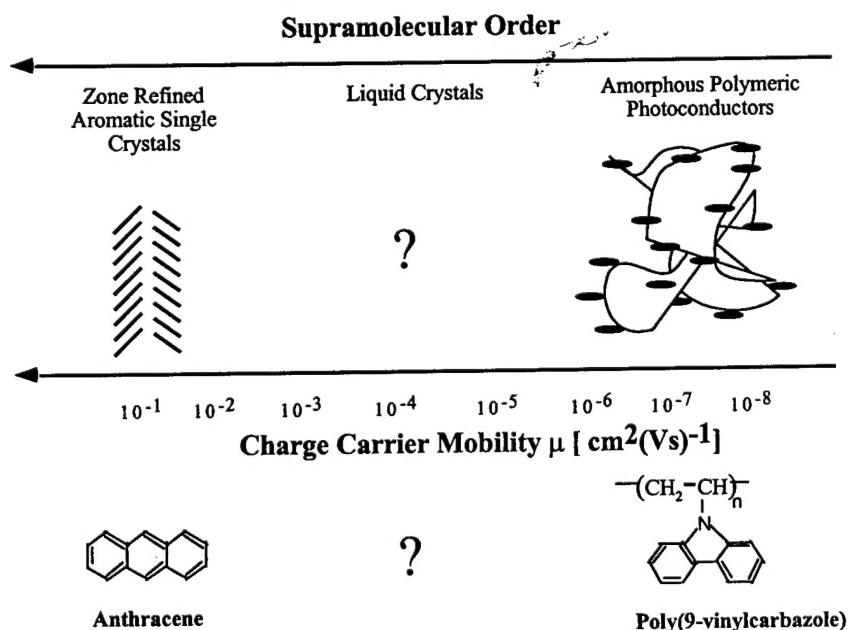 Supramolecular Order
Zone Refined
Aromatic Single
Crystals
Liquid Crystals
Amorphous Polymeric
Photoconductors
?
10-1 10-2 10-3 10-4 10-5 10-6 10-7 10-8
Charge Carrier Mobility μ [ cm2(Vs)-1]
(CH2-CH)n
N
?
Anthracene
Poly(9-vinylcarbazole)